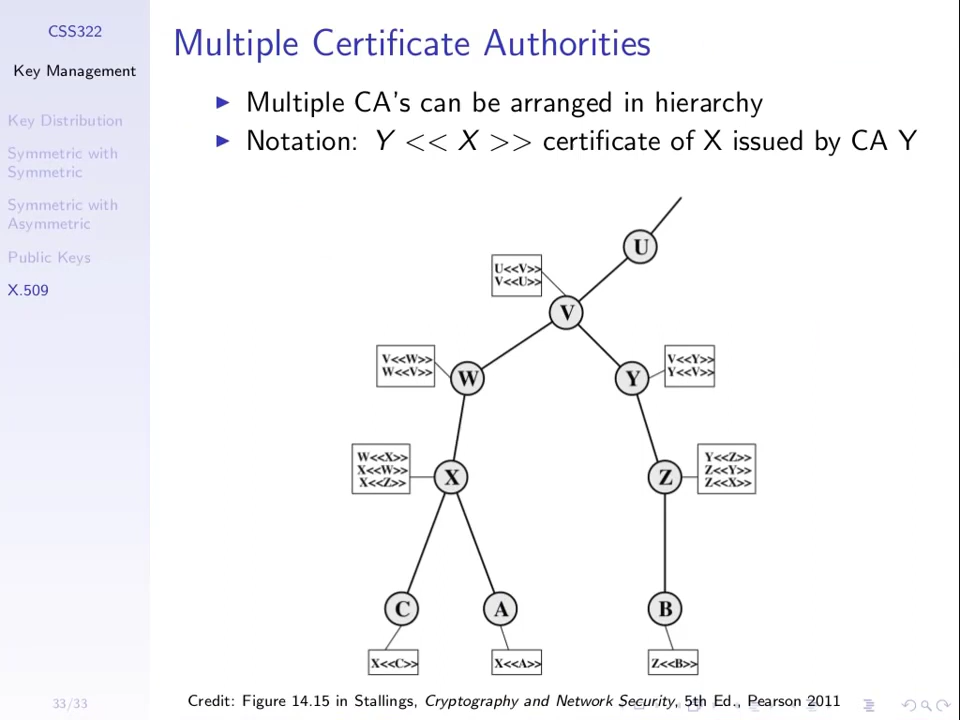 CSS322
Key Management
Key Distribution
Symmetric with
Symmetric
Symmetric with
Asymmetric
Public Keys
X.509
33/33
Multiple Certificate Authorities
Multiple CA's can be arranged in hierarchy
Notation: Y << X >> certificate of X issued by CA Y
U
U<<V>>
V<<U>>
V
V<<W>>
W<<V>>
W
Y
V<<Y>>
Y<<V>>
W<<X>>
X<<W>>
X<<Z>>
X
Z
Y<<Z>>
Z<<Y>>
Z<<X>>
C
A
B
X<<C>>
X<<A>>
Z<<B>>
Credit: Figure 14.15 in Stallings, Cryptography and Network Security, 5th Ed., Pearson 2011